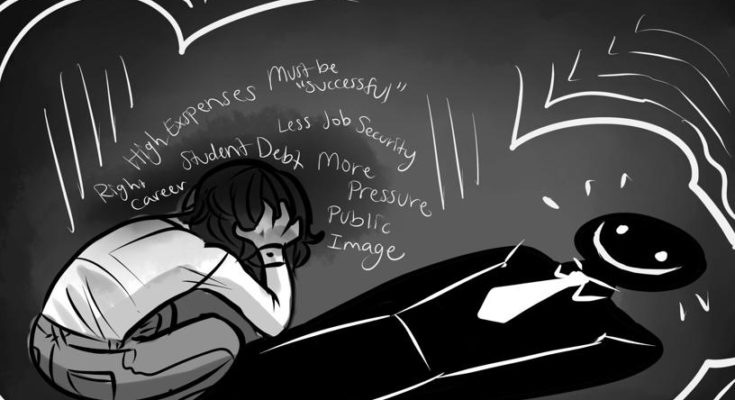 Must be
"successful"
High Expenses
Less Job Security
Student Debt
More
Pressure
Right
career
Public
Image